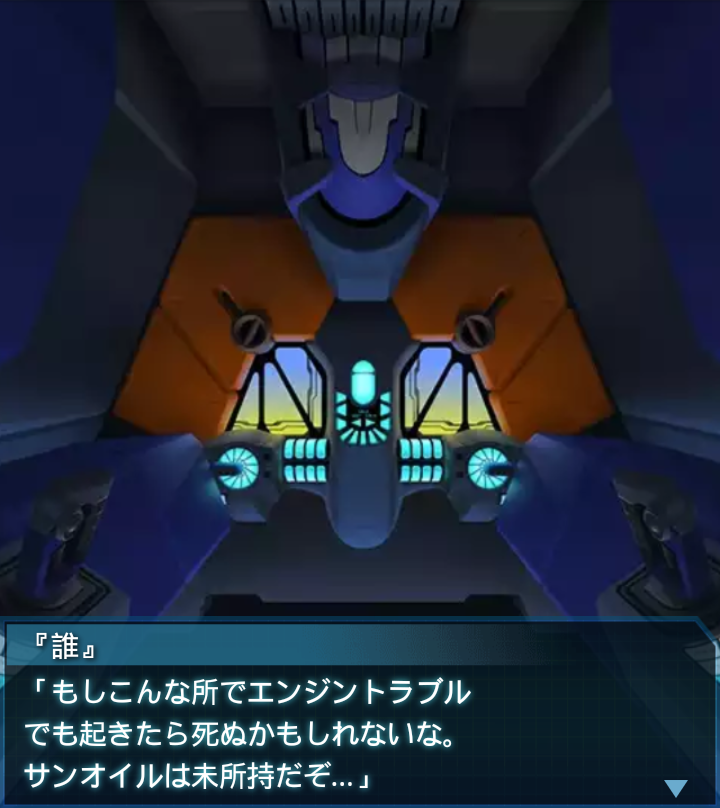 『誰』
「もしこんな所でエンジントラブル
でも起きたら死ぬかもしれないな。
サンオイルは未所持だぞ…」